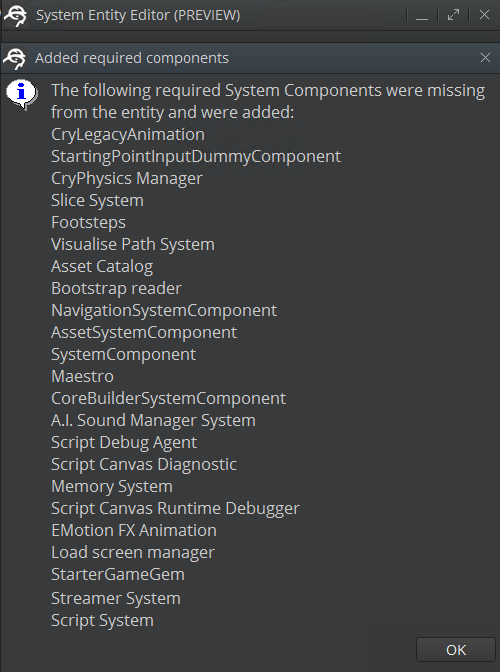 System Entity Editor (PREVIEW)
Added required components
The following required System Components were missing
from the entity and were added:
CryLegacyAnimation
StartingPointInputDummyComponent
CryPhysics Manager
Slice System
Footsteps
Visualise Path System
Asset Catalog
Bootstrap reader
NavigationSystemComponent
AssetSystemComponent
SystemComponent
Maestro
CoreBuilderSystemComponent
A.I. Sound Manager System
Script Debug Agent
Script Canvas Diagnostic
Memory System
Script Canvas Runtime Debugger
EMotion FX Animation
Load screen manager
StarterGameGem
Streamer System
Script System
OK